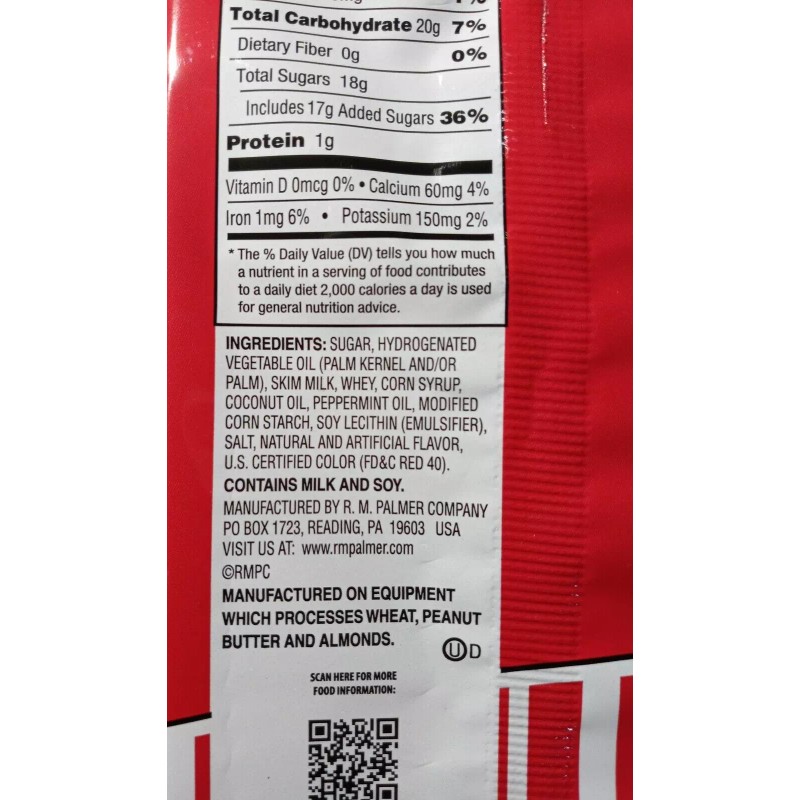 Total Carbohydrate 20g 7%
Dietary Fiber 0g 0%
Total Sugars 18g
Includes 17g Added Sugars 36%
Protein 1g
Vitamin D 0mcg 0% • Calcium 60mg 4%
Iron 1mg 6% • Potassium 150mg 2%
* The % Daily Value (DV) tells you how much
a nutrient in a serving of food contributes
to a daily diet 2,000 calories a day is used
for general nutrition advice.
INGREDIENTS: SUGAR, HYDROGENATED
VEGETABLE OIL (PALM KERNEL AND/OR
PALM), SKIM MILK, WHEY, CORN SYRUP,
COCONUT OIL, PEPPERMINT OIL, MODIFIED
CORN STARCH, SOY LECITHIN (EMULSIFIER),
SALT, NATURAL AND ARTIFICIAL FLAVOR,
U.S. CERTIFIED COLOR (FD&C RED 40).
CONTAINS MILK AND SOY.
MANUFACTURED BY R. M. PALMER COMPANY
PO BOX 1723, READING, PA 19603 USA
VISIT US AT: www.rmpalmer.com
©RMPC
MANUFACTURED ON EQUIPMENT
WHICH PROCESSES WHEAT, PEANUT
BUTTER AND ALMONDS.
Ⓤ D
SCAN HERE FOR MORE
FOOD INFORMATION: